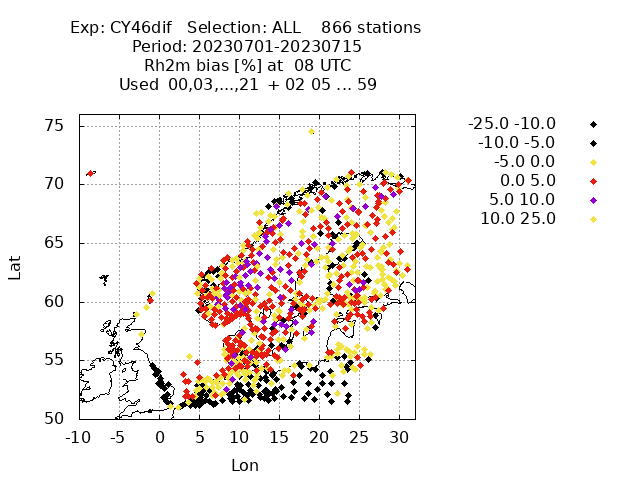 Exp: CY46dif Selection: ALL 866 stations
Period: 20230701-20230715
Rh2m bias [%] at 08 UTC
Used 00,03,...,21 + 02 05 ... 59
-25.0 -10.0
-10.0 -5.0
-5.0 0.0
0.0 5.0
5.0 10.0
10.0 25.0
75
70
65
60
55
50
Lat
-10 -5 0 5 10 15 20 25 30
Lon